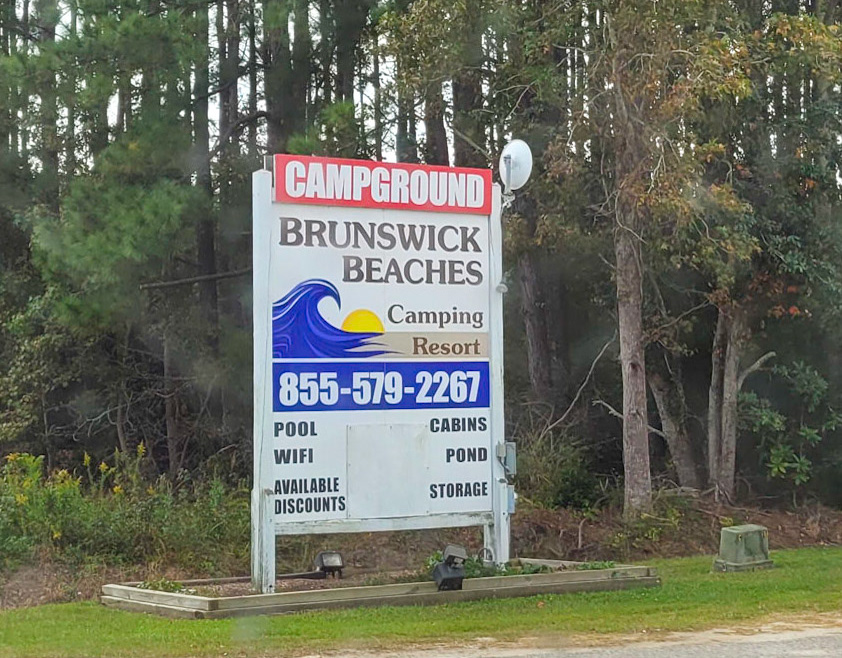 CAMPGROUND
BRUNSWICK
BEACHES
Camping
Resort
855-579-2267
POOL
WIFI
AVAILABLE
DISCOUNTS
CABINS
POND
STORAGE